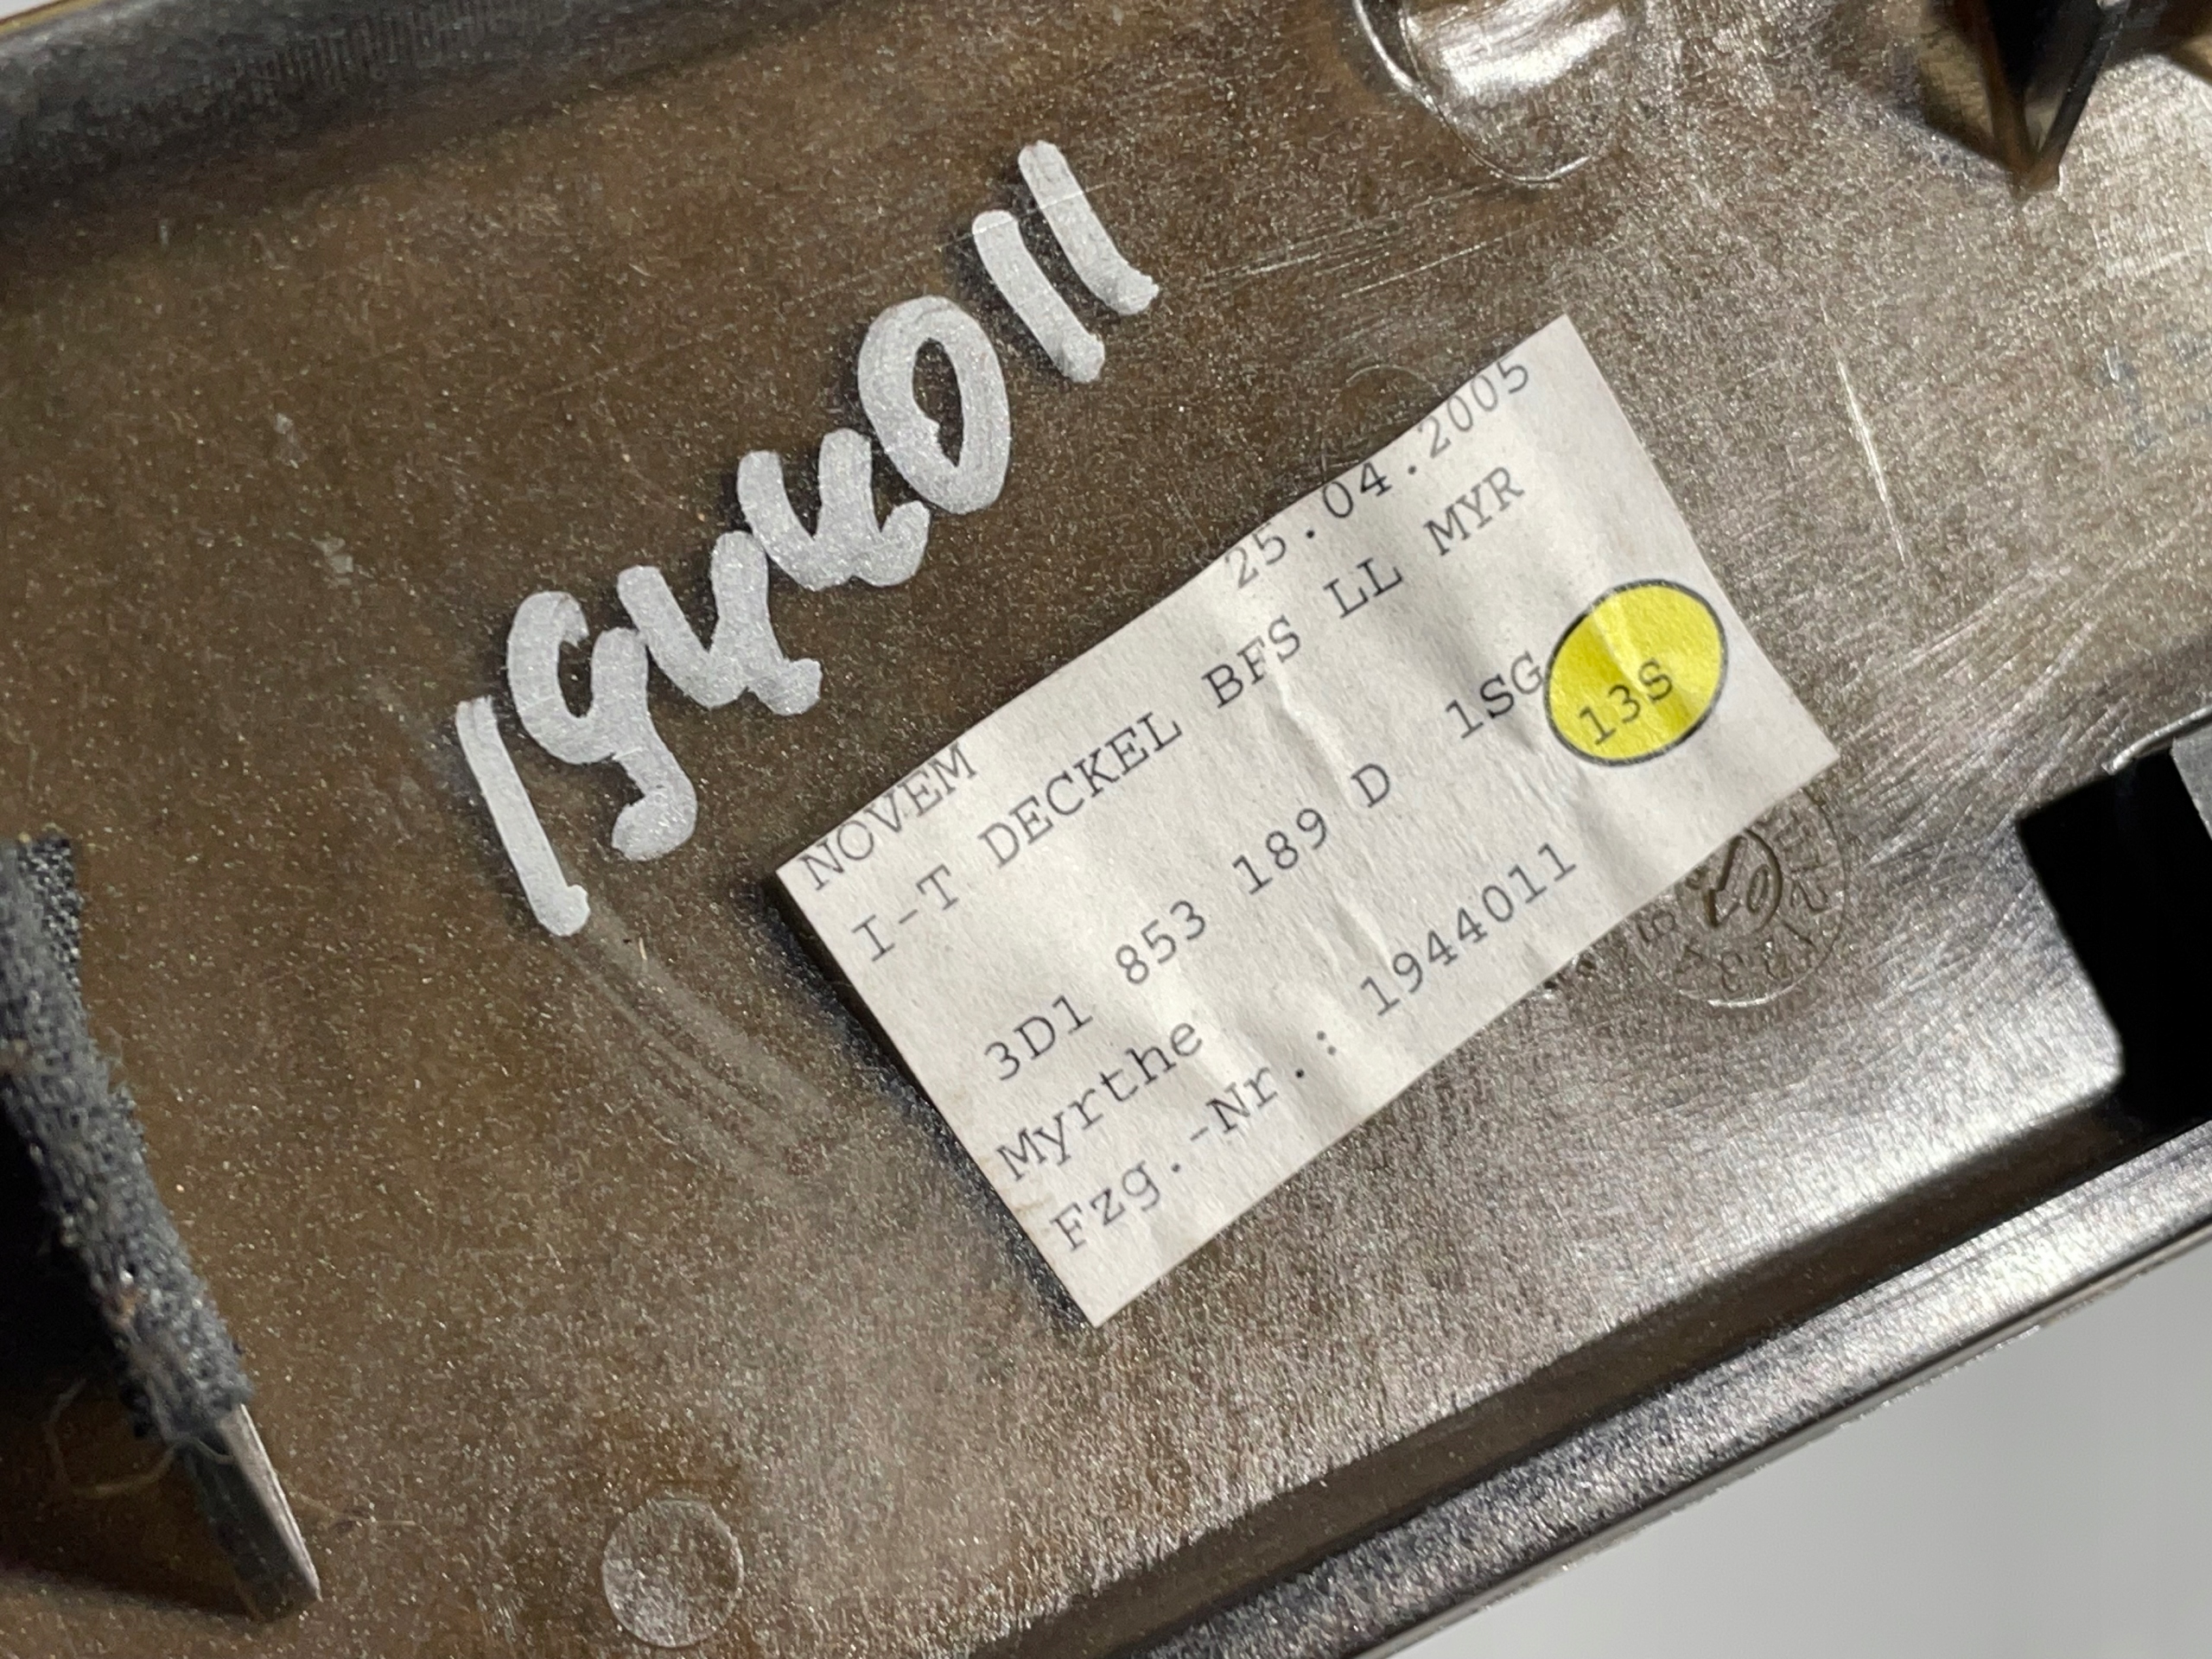 1944011
NOVEM 25.04.2005
I-T DECKEL BFS LL MYR
3D1 853 189 D 1SG 13S
Myrthe
Fzg.-Nr.: 1944011